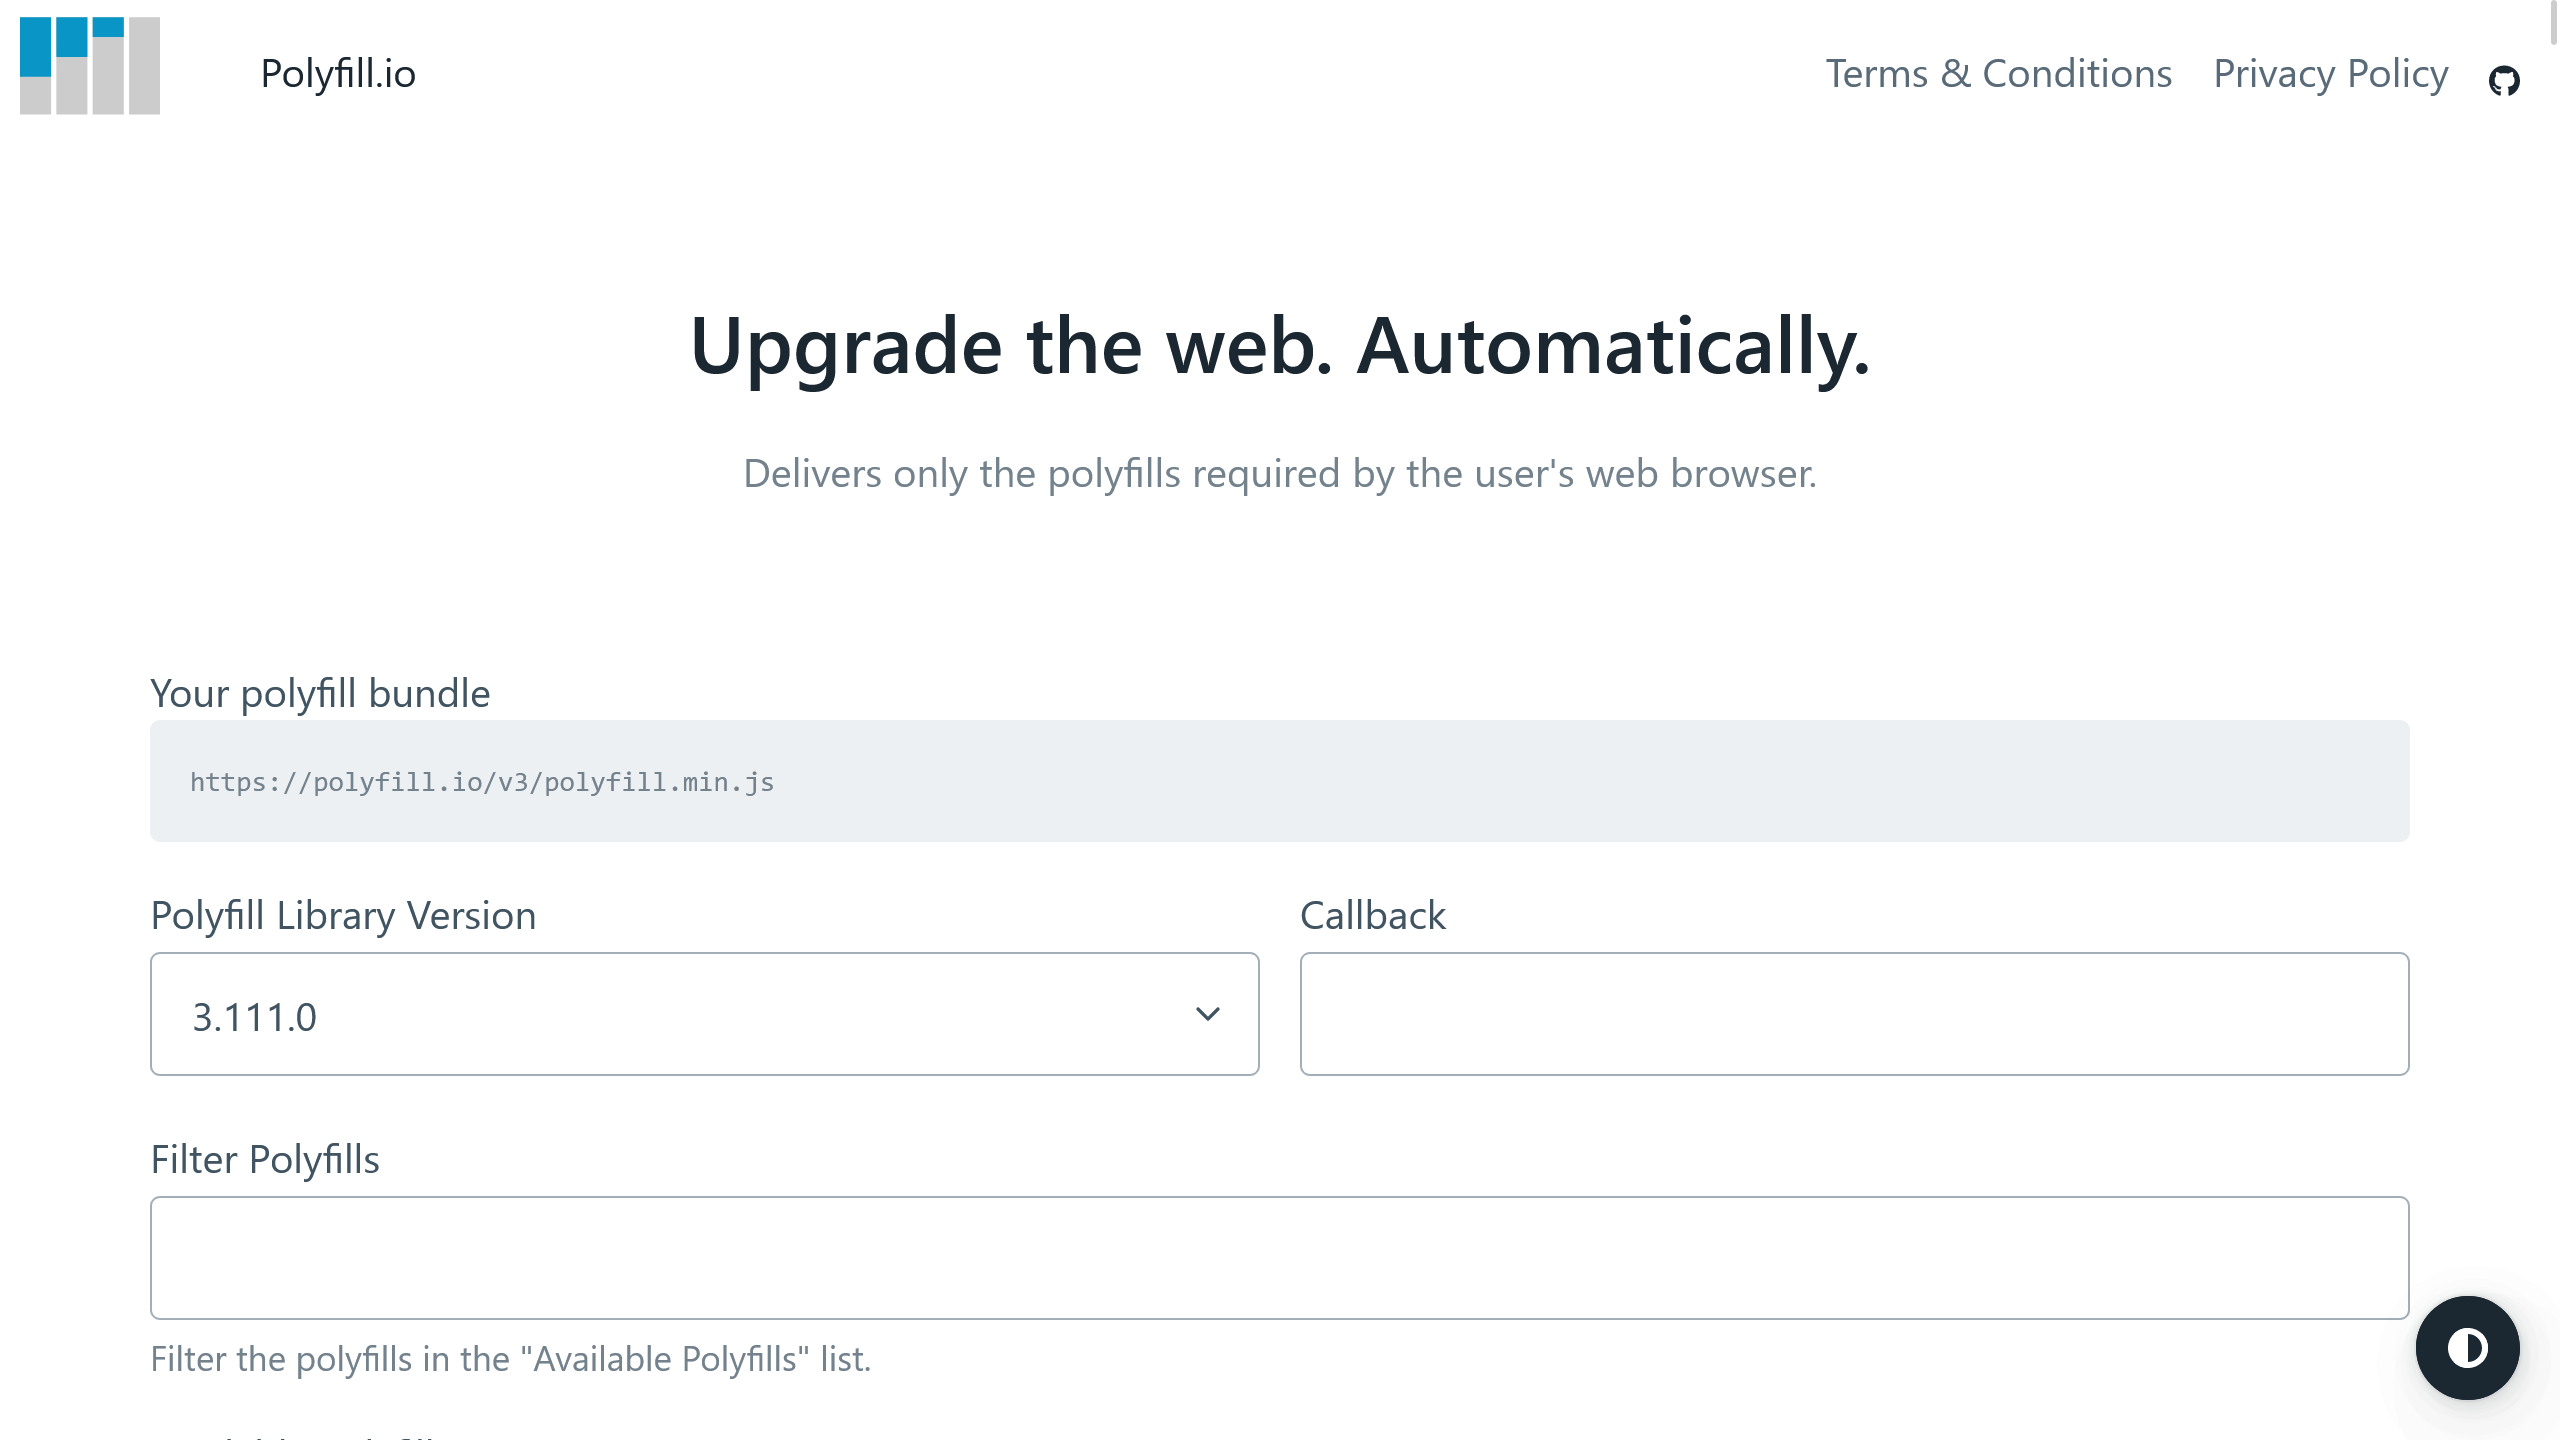 Polyfill.io
Terms & Conditions
Privacy Policy
Upgrade the web. Automatically.
Delivers only the polyfills required by the user's web browser.
Your polyfill bundle
https://polyfill.io/v3/polyfill.min.js
Polyfill Library Version
Callback
3.111.0
Filter Polyfills
Filter the polyfills in the "Available Polyfills" list.